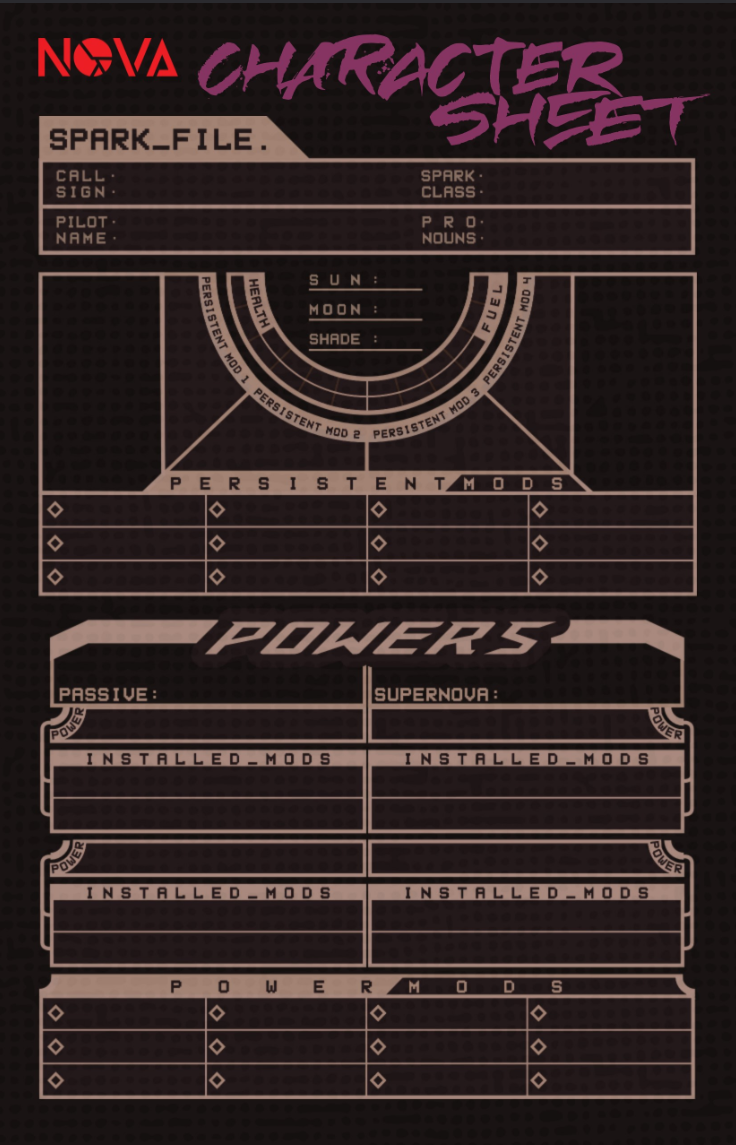 NOVA CHARACTER
SHEET
SPARK_FILE.
CALL· SPARK·
SIGN· CLASS·
PILOT· P R O·
NAME· NOUNS·
SUN:
MOON:
SHADE :
HEALTH
FUEL
PERSISTENT MOD 1
PERSISTENT MOD 2
PERSISTENT MOD 3
PERSISTENT MOD 4
PERSISTENT MODS
POWERS
PASSIVE: SUPERNOVA:
POWER POWER
INSTALLED_MODS INSTALLED_MODS
POWER POWER
INSTALLED_MODS INSTALLED_MODS
POWER MODS